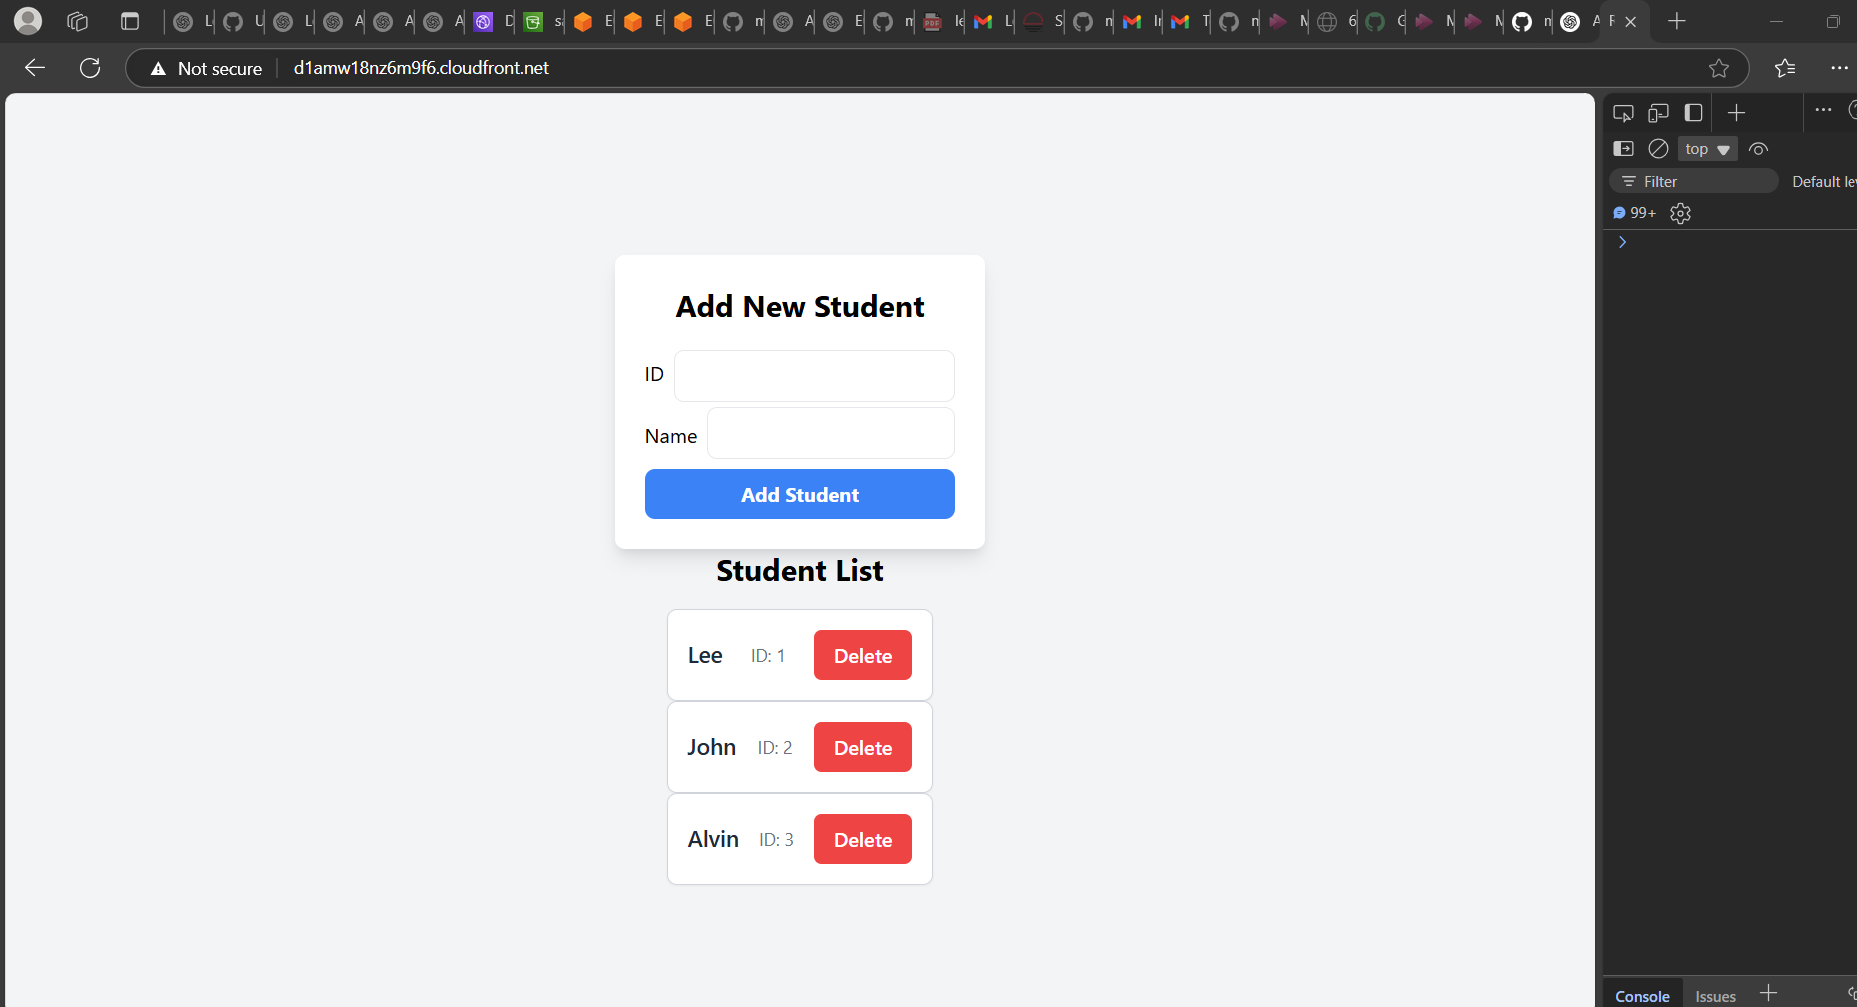 Not secure
d1amw18nz6m9f6.cloudfront.net
top
Filter
Default le
99+
Add New Student
ID
Name
Add Student
Student List
Lee ID: 1 Delete
John ID: 2 Delete
Alvin ID: 3 Delete
Console Issues